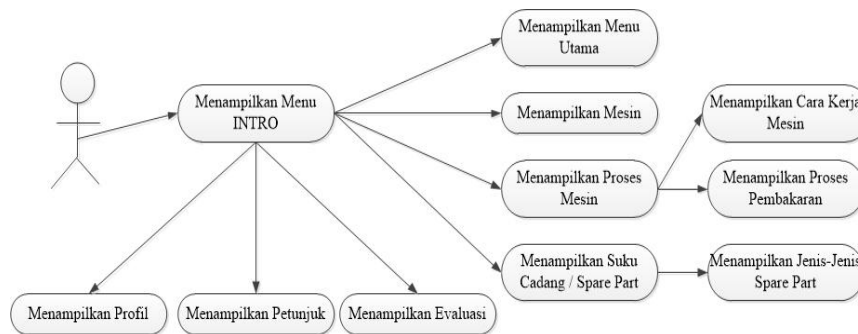 Menampilkan Menu
Utama
Menampilkan Menu
INTRO
Menampilkan Mesin
Menampilkan Cara Kerja
Mesin
Menampilkan Proses
Mesin
Menampilkan Proses
Pembakaran
Menampilkan Suku
Cadang / Spare Part
Menampilkan Jenis-Jenis
Spare Part
Menampilkan Profil
Menampilkan Petunjuk
Menampilkan Evaluasi